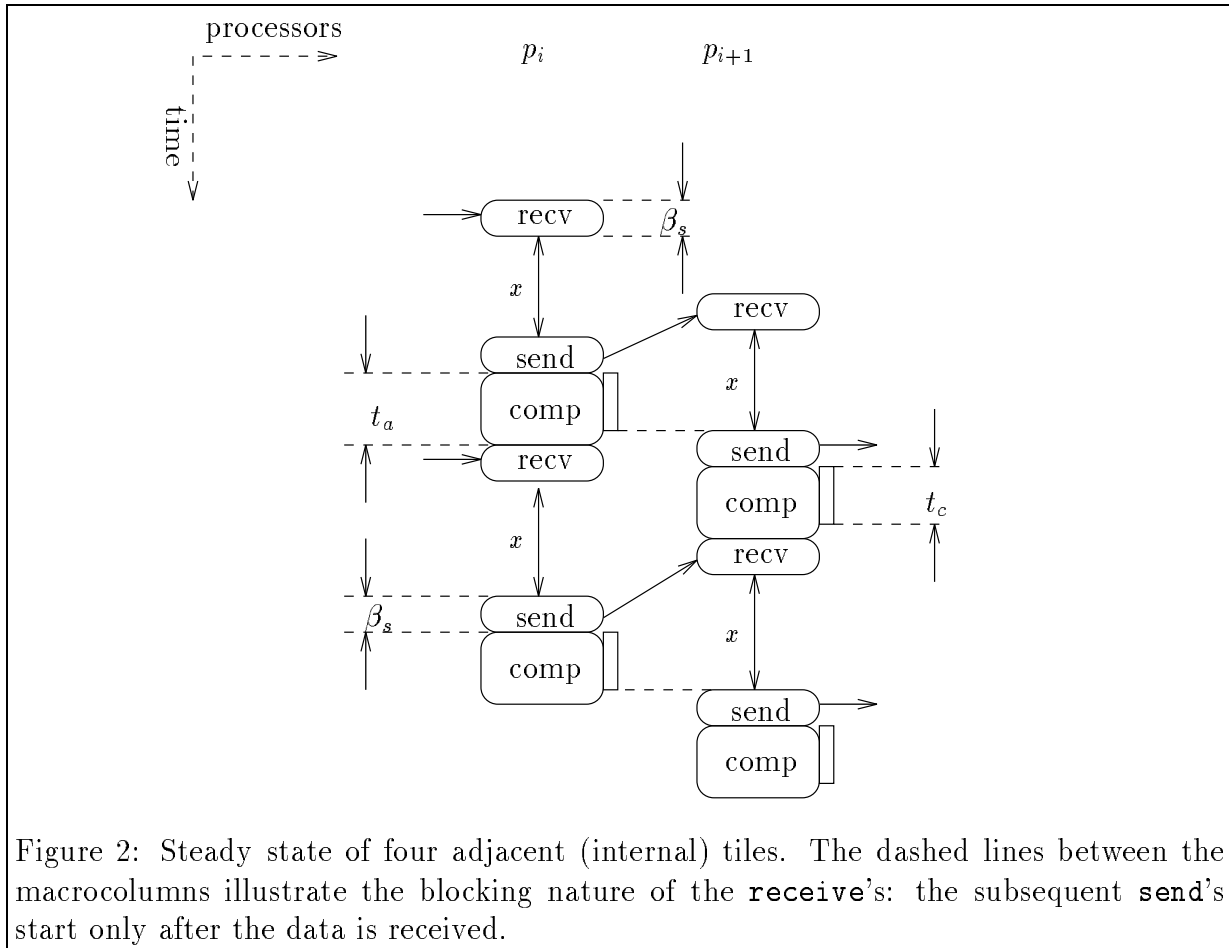 processors
time
p_i
p_{i+1}
recv
β_s
x
recv
send
x
t_a
comp
recv
send
comp
t_c
x
recv
β_s
send
x
comp
send
comp
Figure 2: Steady state of four adjacent (internal) tiles. The dashed lines between the
macrocolumns illustrate the blocking nature of the receive's: the subsequent send's
start only after the data is received.